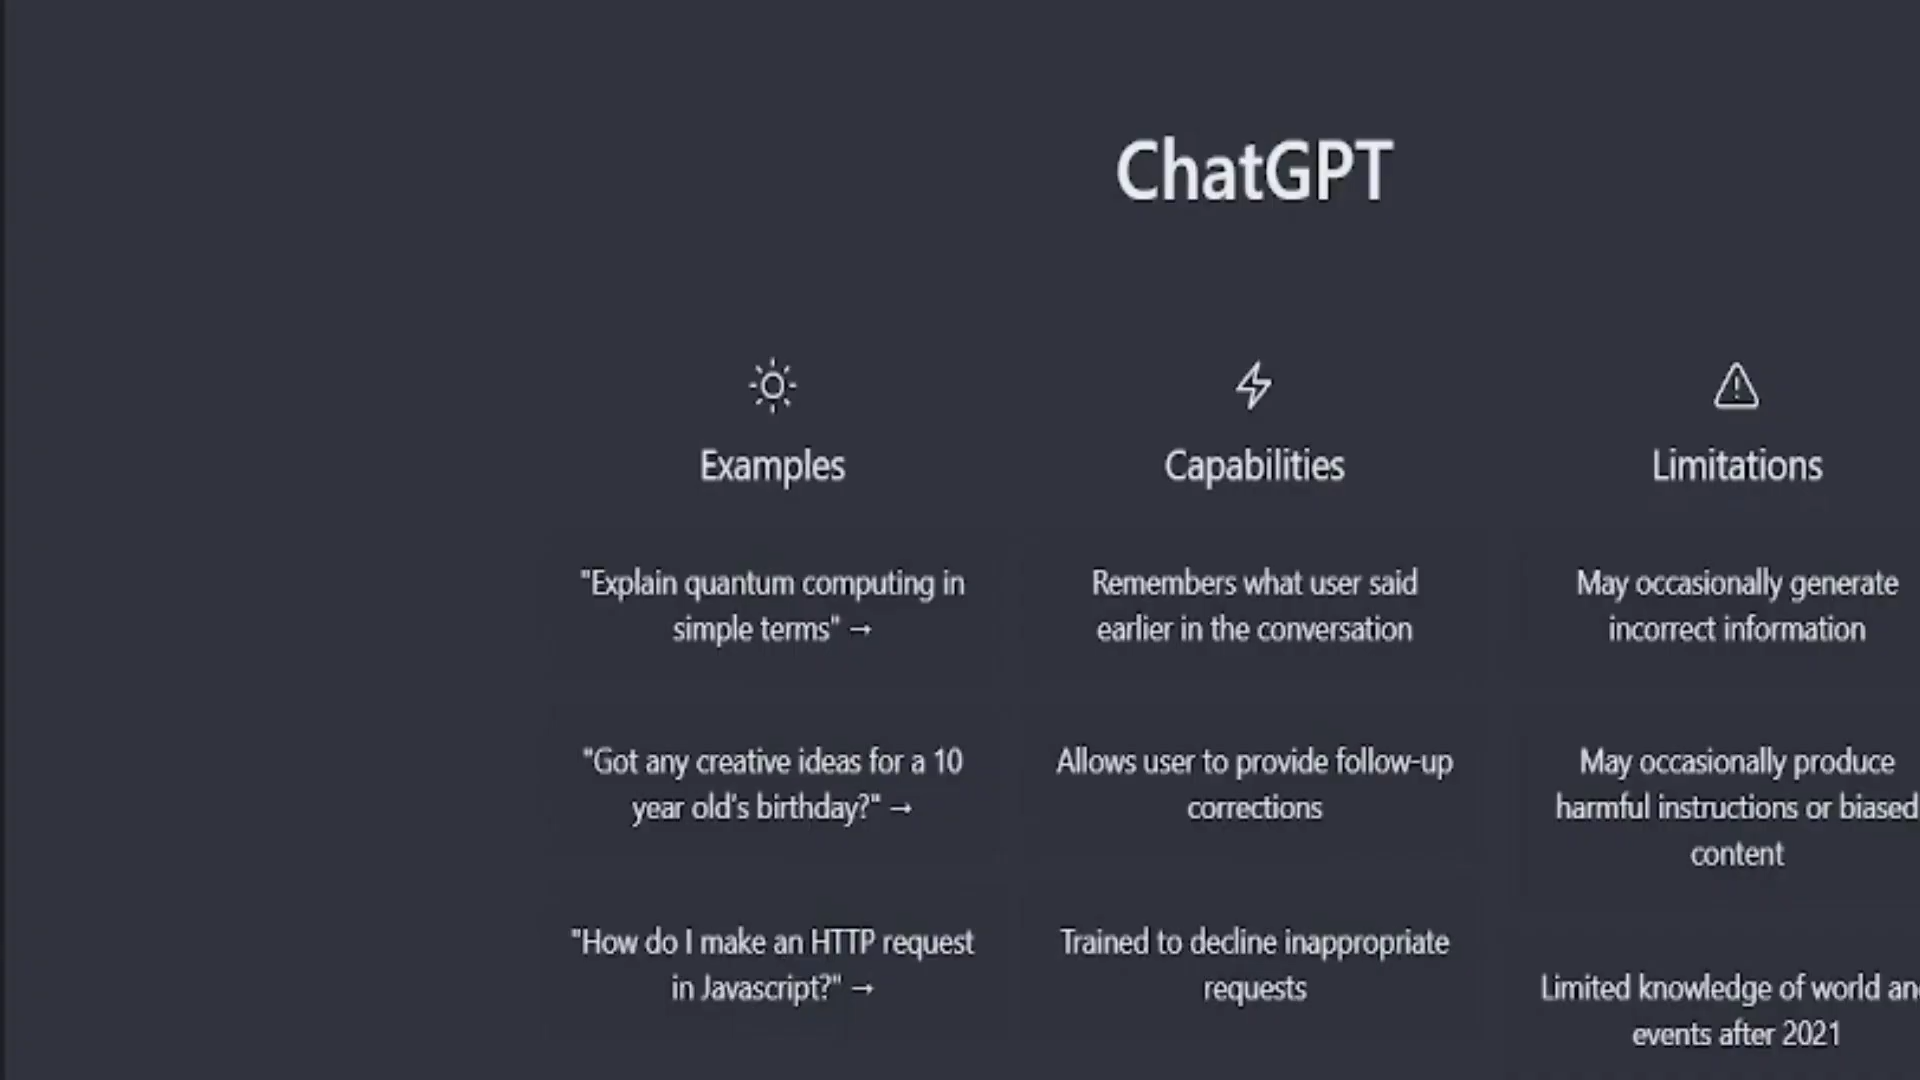 ChatGPT
Examples
"Explain quantum computing in
simple terms" →
"Got any creative ideas for a 10
year old's birthday?" →
"How do I make an HTTP request
in Javascript?" →
Capabilities
Remembers what user said
earlier in the conversation
Allows user to provide follow-up
corrections
Trained to decline inappropriate
requests
Limitations
May occasionally generate
incorrect information
May occasionally produce
harmful instructions or biased
content
Limited knowledge of world
events after 2021